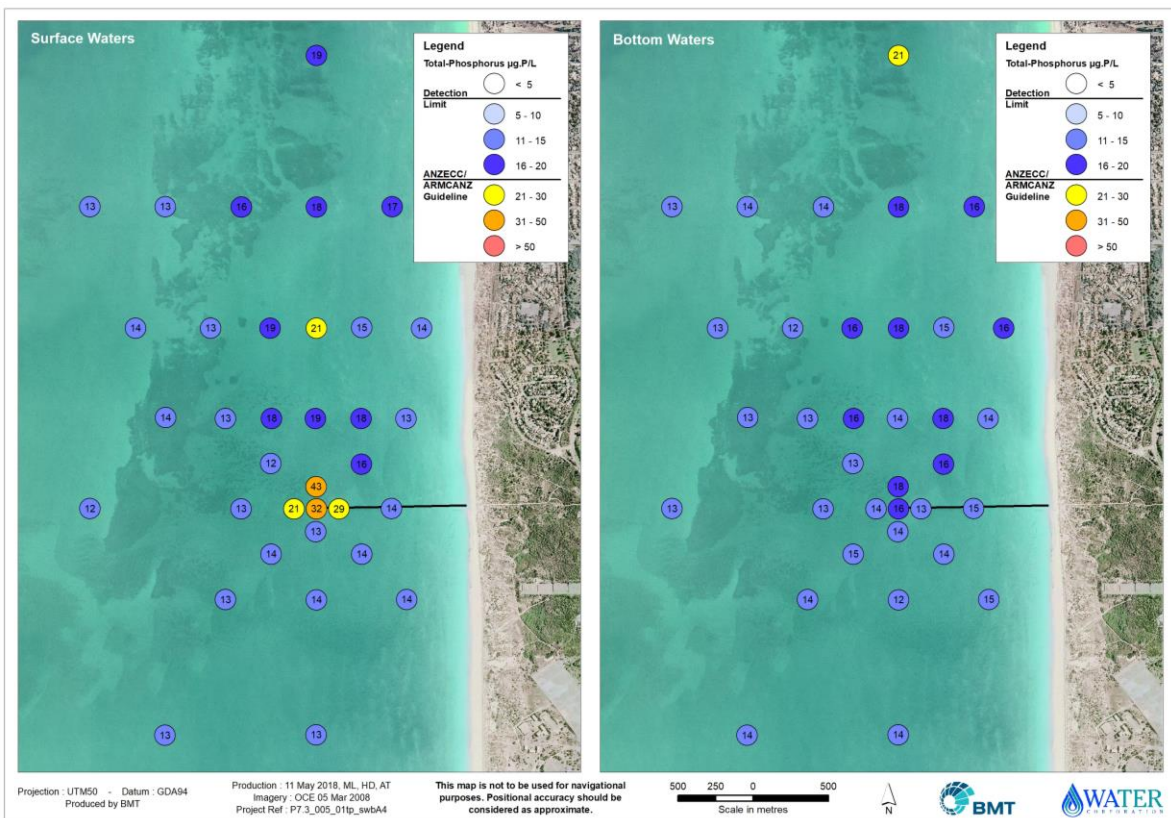 Surface Waters
Legend
Total-Phosphorus µg.P/L
< 5
Detection
Limit
5 - 10
11 - 15
16 - 20
ANZECC/
ARMCANZ
Guideline
21 - 30
31 - 50
> 50
19
13 13 16 18 17
14 13 19 21 15 14
14 13 18 19 18 13
12 16
43
12 13 21 32 29 14
13
14 14
13 14 14
13 13
Bottom Waters
Legend
Total-Phosphorus µg.P/L
< 5
Detection
Limit
5 - 10
11 - 15
16 - 20
ANZECC/
ARMCANZ
Guideline
21 - 30
31 - 50
> 50
21
13 14 14 18 16
13 12 16 18 15 16
13 13 16 14 18 14
13 16
18
13 13 14 16 13 15
14
15 14
14 12 15
14 14
Projection : UTM50 - Datum : GDA94
Produced by BMT
Production : 11 May 2018, ML, HD, AT
Imagery : OCE 05 Mar 2008
Project Ref : P7.3_005_01tp_swbA4
This map is not to be used for navigational
purposes. Positional accuracy should be
considered as approximate.
500 0 500
Scale in metres
N
BMT
WATER
CORPORATION